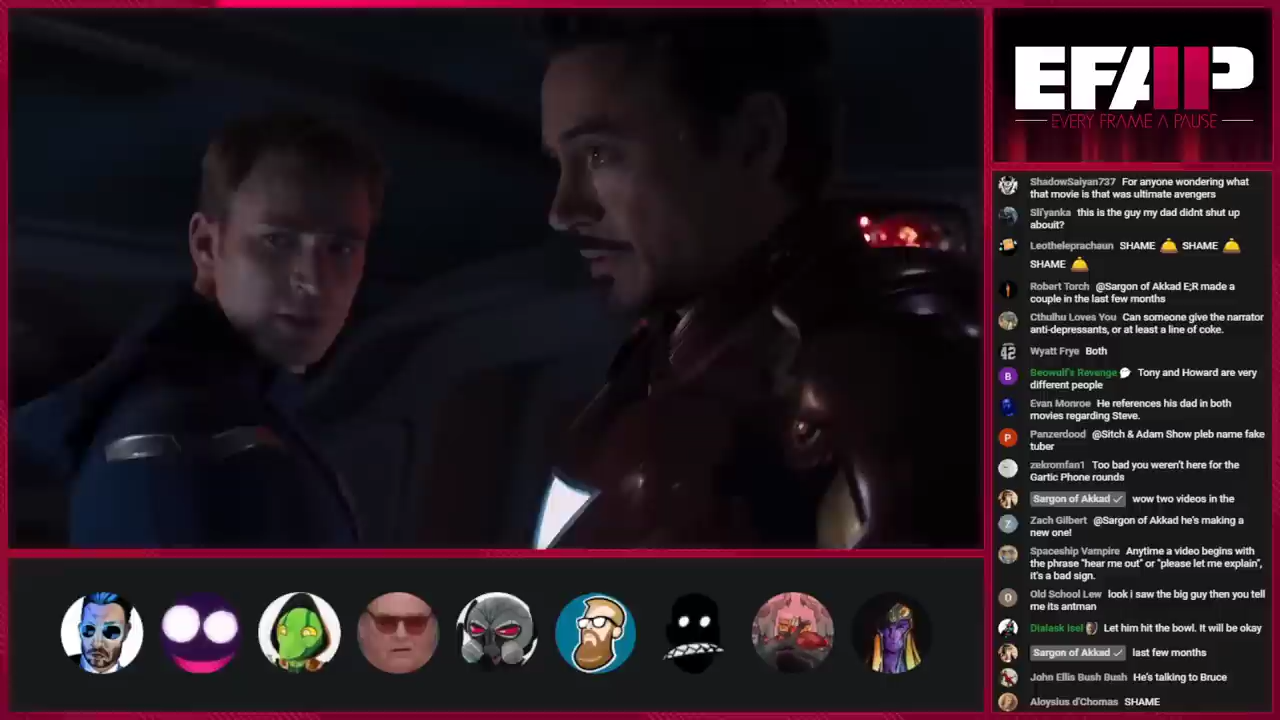 EFAP
EVERY FRAME A PAUSE
ShadowSaiyan737 For anyone wondering what
that movie is that was ultimate avengers
Sli'yanka this is the guy my dad didnt shut up
abouit?
Leotheleprachaun SHAME SHAME
SHAME
Robert Torch @Sargon of Akkad E;R made a
couple in the last few months
Cthulhu Loves You Can someone give the narrator
anti-depressants, or at least a line of coke.
42 Wyatt Frye Both
B Beowulf's Revenge Tony and Howard are very
different people
Evan Monroe He references his dad in both
movies regarding Steve.
P Panzerdood @Sitch & Adam Show pleb name fake
tuber
zekromfan1 Too bad you weren't here for the
Gartic Phone rounds
Sargon of Akkad ✓ wow two videos in the
Z Zach Gilbert @Sargon of Akkad he's making a
new one!
Spaceship Vampire Anytime a video begins with
the phrase "hear me out" or "please let me explain",
it's a bad sign.
O Old School Lew look i saw the big guy then you tell
me its antman
Dialask Isel Let him hit the bowl. It will be okay
Sargon of Akkad ✓ last few months
John Ellis Bush Bush He's talking to Bruce
Aloysius d'Chomas SHAME